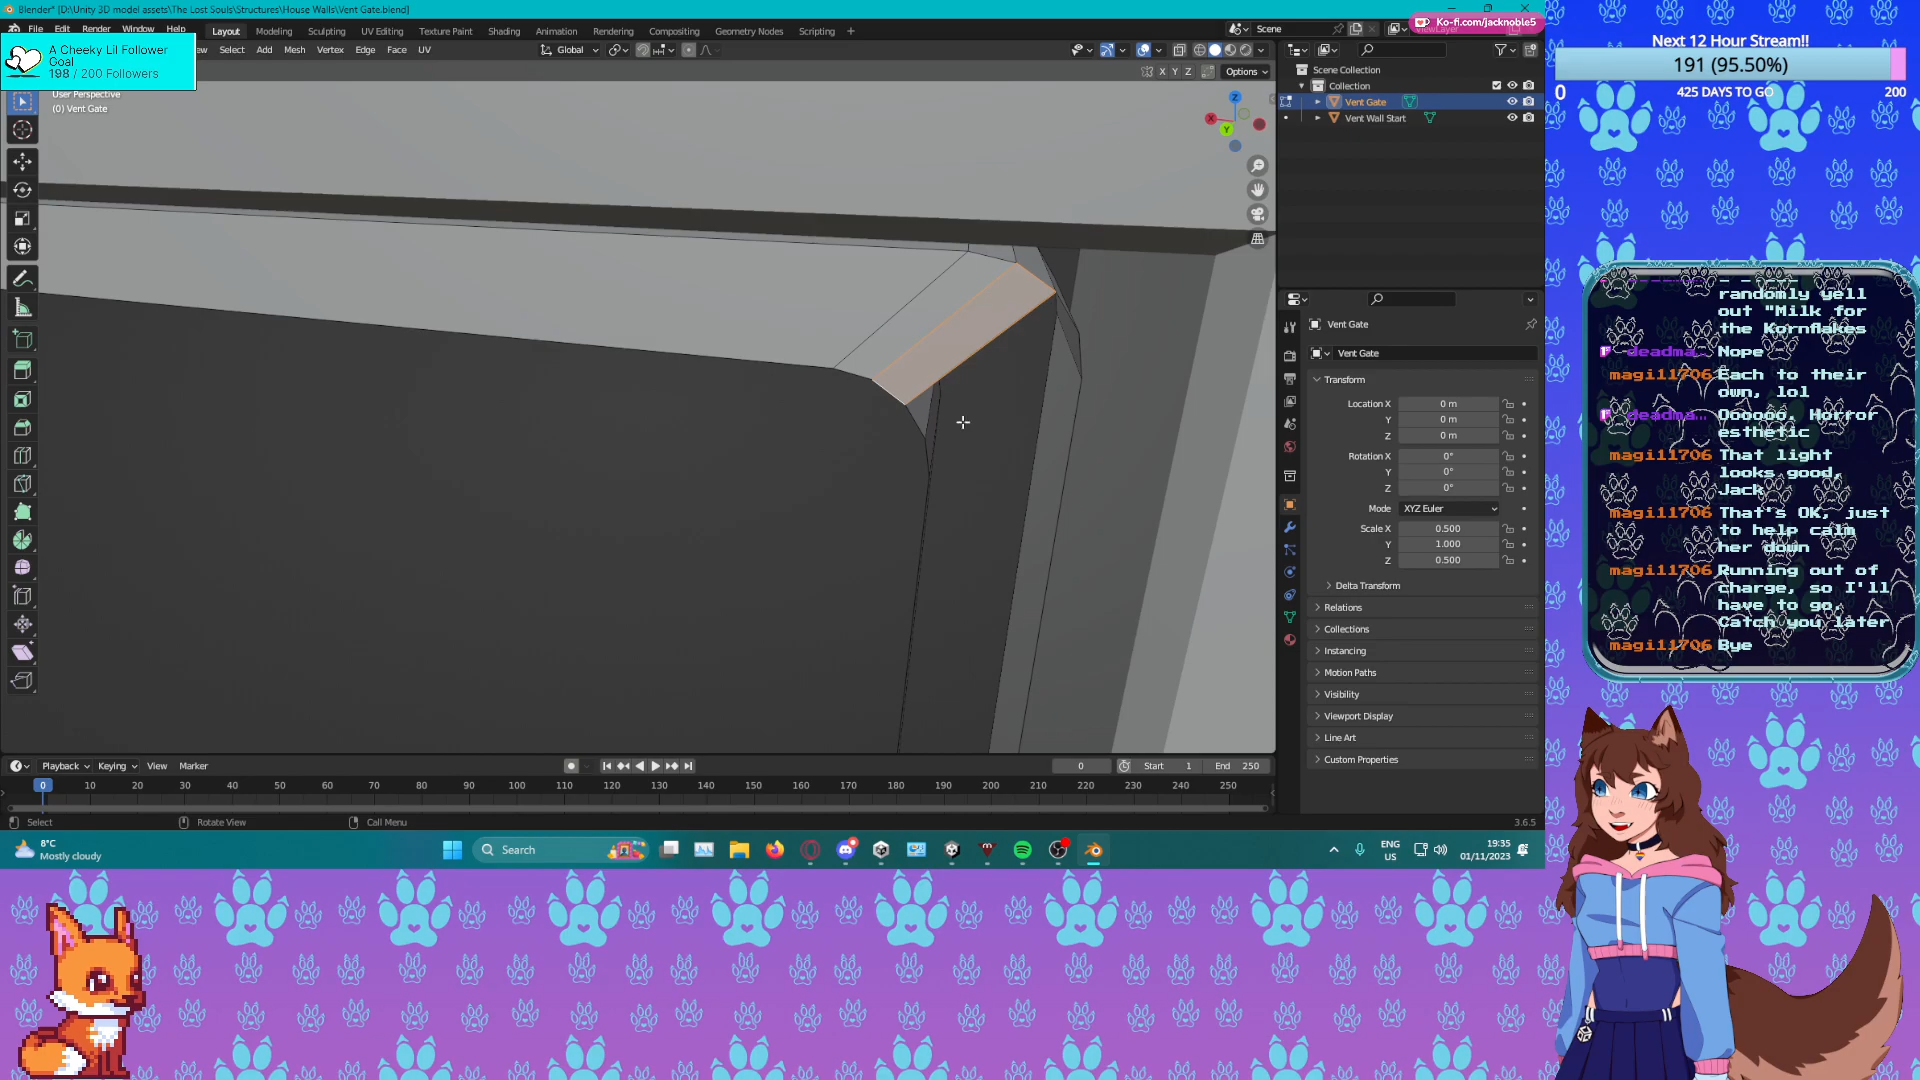 Blender* [D:\Unity 3D model assets\The Lost Souls\Structures\House Walls\Vent Gate.blend]
File Edit Render Window Help Layout Modeling Sculpting UV Editing Texture Paint Shading Animation Rendering Compositing Geometry Nodes Scripting +
Scene
Ko-fi.com/jacknoble5
Select Add Mesh Vertex Edge Face UV
Global
X Y Z Options
A Cheeky Lil Follower
Goal
198 / 200 Followers
User Perspective
(0) Vent Gate
Z
X
Y
Scene Collection
Collection
Vent Gate
Vent Wall Start
Vent Gate
Vent Gate
Transform
Location X 0 m
Y 0 m
Z 0 m
Rotation X 0°
Y 0°
Z 0°
Mode XYZ Euler
Scale X 0.500
Y 1.000
Z 0.500
Delta Transform
Relations
Collections
Instancing
Motion Paths
Visibility
Viewport Display
Line Art
Custom Properties
Playback Keying View Marker
0 Start 1 End 250
0 10 20 30 40 50 60 70 80 90 100 110 120 130 140 150 160 170 180 190 200 210 220 230 240 250
Select Rotate View Call Menu
3.6.5
8°C
Mostly cloudy
Search
ENG
US
19:35
01/11/2023
Next 12 Hour Stream!!
191 (95.50%)
0 425 DAYS TO GO 200
randomly yell
out "Milk for
the Kornflakes
deadma… Nope
magi11706 Each to their
own, lol
deadma… Oooooo. Horror
esthetic
magi11706 That light
looks good,
Jack
magi11706 That's OK, just
to help calm
her down
magi11706 Running out of
charge, so I'll
have to go.
Catch you later
magi11706 Bye